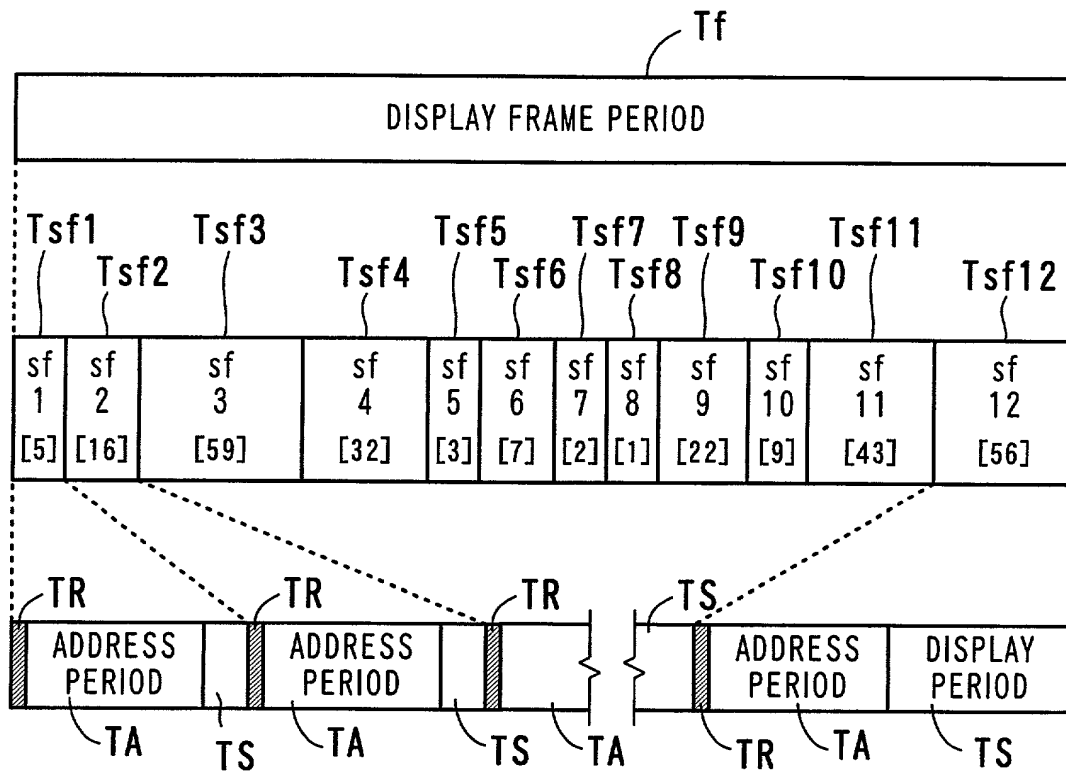 Tf
DISPLAY FRAME PERIOD
Tsf1 Tsf3 Tsf5 Tsf7 Tsf9 Tsf11
Tsf2 Tsf4 Tsf6 Tsf8 Tsf10 Tsf12
sf sf sf sf sf sf sf sf sf sf sf sf
1 2 3 4 5 6 7 8 9 10 11 12
[5] [16] [59] [32] [3] [7] [2] [1] [22] [9] [43] [56]
TR TR TR TS
ADDRESS PERIOD ADDRESS PERIOD ADDRESS PERIOD DISPLAY PERIOD
TA TS TA TS TA TR TA TS